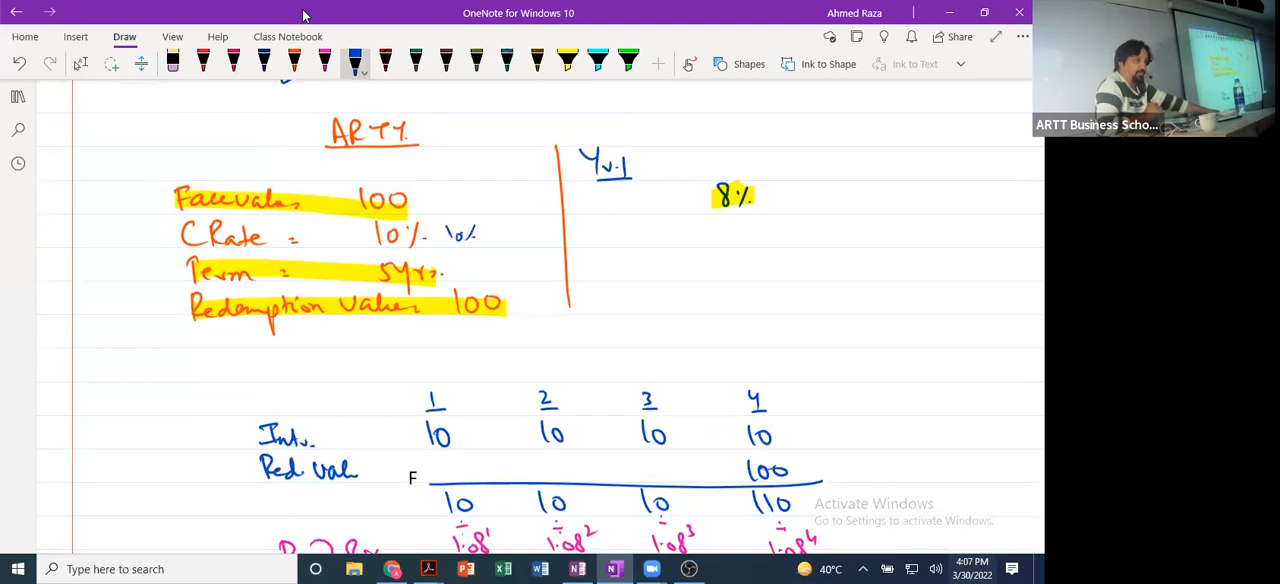 OneNote for Windows 10
Ahmed Raza
Home Insert Draw View Help Class Notebook
Share
Shapes Ink to Shape Ink to Text
ARTT Business Scho...
ARTT.
Yr.1
8%
Face value 100
C Rate = 10%. 10%
Term = 5yrs.
Redemption Value 100
1 2 3 4
Intr. 10 10 10 10
Red. Val 100
F
10 10 10 110
÷ ÷ ÷ ÷
1.08¹ 1.08² 1.08³ 1.08⁴
Activate Windows
Go to Settings to activate Windows.
Type here to search
40°C
4:07 PM
3/30/2022